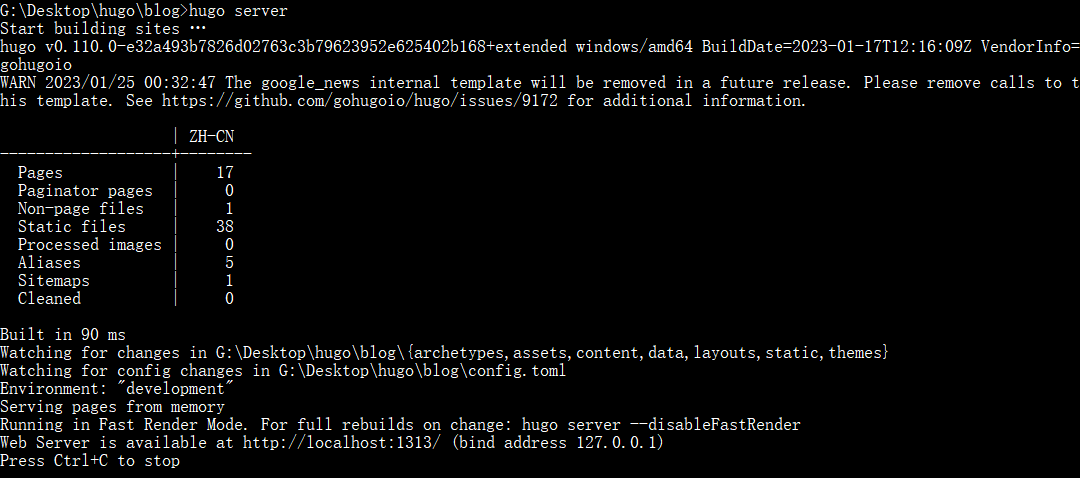 G:\Desktop\hugo\blog>hugo server
Start building sites …
hugo v0.110.0-e32a493b7826d02763c3b79623952e625402b168+extended windows/amd64 BuildDate=2023-01-17T12:16:09Z VendorInfo=
gohugoio
WARN 2023/01/25 00:32:47 The google_news internal template will be removed in a future release. Please remove calls to t
his template. See https://github.com/gohugoio/hugo/issues/9172 for additional information.
                   | ZH-CN
-------------------+--------
  Pages            |    17
  Paginator pages  |     0
  Non-page files   |     1
  Static files     |    38
  Processed images |     0
  Aliases          |     5
  Sitemaps         |     1
  Cleaned          |     0
Built in 90 ms
Watching for changes in G:\Desktop\hugo\blog\{archetypes,assets,content,data,layouts,static,themes}
Watching for config changes in G:\Desktop\hugo\blog\config.toml
Environment: "development"
Serving pages from memory
Running in Fast Render Mode. For full rebuilds on change: hugo server --disableFastRender
Web Server is available at http://localhost:1313/ (bind address 127.0.0.1)
Press Ctrl+C to stop